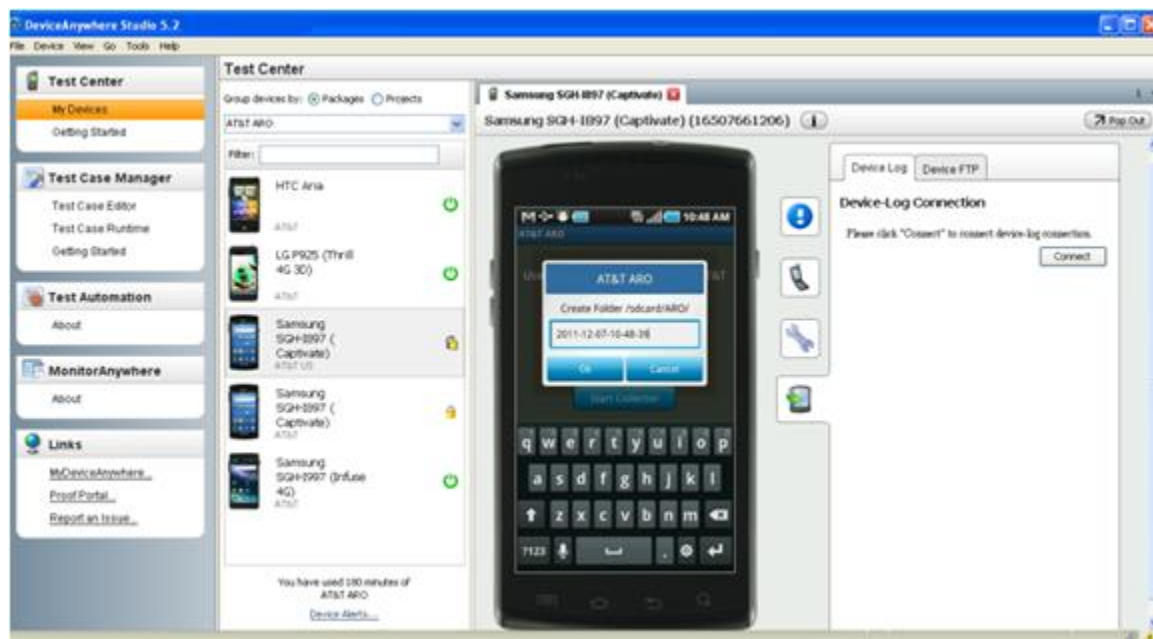 DeviceAnywhere Studio 5.2
File Device View Go Tools Help
Test Center
My Devices
Getting Started
Test Case Manager
Test Case Editor
Test Case Runtime
Getting Started
Test Automation
About
MonitorAnywhere
About
Links
MyDeviceAnywhere...
Proof Portal...
Report an Issue...
Test Center
Group devices by: Packages Projects
AT&T ARO
Filter:
HTC Aria
AT&T
LG P925 (Thrill
4G 3D)
AT&T
Samsung
SGH-I897 (
Captivate)
AT&T US
Samsung
SGH-I897 (
Captivate)
AT&T
Samsung
SGH-I997 (Infuse
4G)
AT&T
You have used 180 minutes of
AT&T ARO
Device Alerts...
Samsung SGH-I897 (Captivate)
Samsung SGH-I897 (Captivate) (16507661206)
Pop Out
10:48 AM
AT&T ARO
AT&T
AT&T ARO
Create Folder /sdcard/ARO/
2011-12-07-10-48-39
Ok Cancel
Start Collector
q w e r t y u i o p
a s d f g h j k l
z x c v b n m
?123 .
Device Log Device FTP
Device-Log Connection
Please click "Connect" to connect device-log connection.
Connect